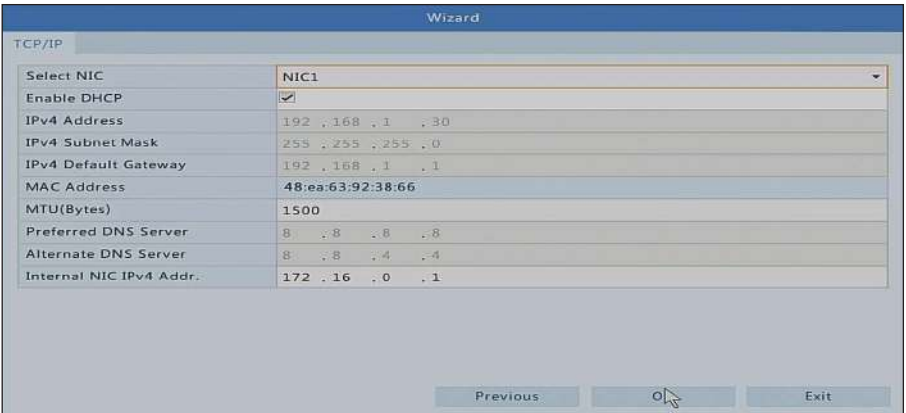 Wizard
TCP/IP
Select NIC NIC1
Enable DHCP
IPv4 Address 192 . 168 . 1 . 30
IPv4 Subnet Mask 255 . 255 . 255 . 0
IPv4 Default Gateway 192 . 168 . 1 . 1
MAC Address 48:ea:63:92:38:66
MTU(Bytes) 1500
Preferred DNS Server 8 . 8 . 8 . 8
Alternate DNS Server 8 . 8 . 4 . 4
Internal NIC IPv4 Addr. 172 . 16 . 0 . 1
Previous Exit